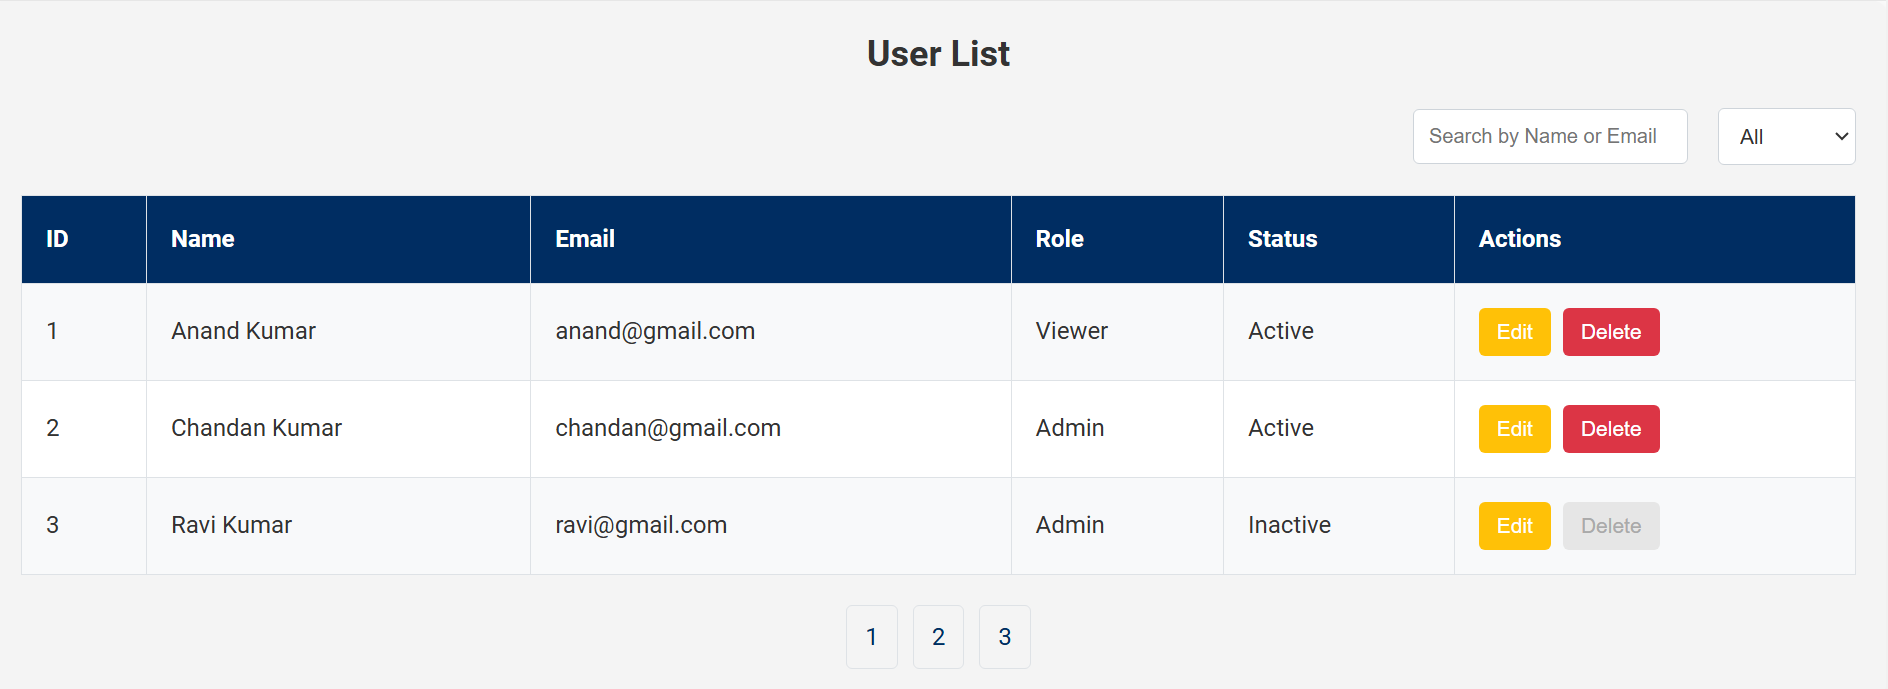 User List
Search by Name or Email All
ID Name Email Role Status Actions
1 Anand Kumar anand@gmail.com Viewer Active Edit Delete
2 Chandan Kumar chandan@gmail.com Admin Active Edit Delete
3 Ravi Kumar ravi@gmail.com Admin Inactive Edit Delete
1 2 3